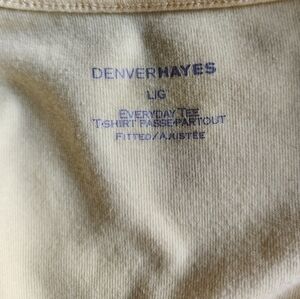 DENVERHAYES
L/G
EVERYDAY TEE
T-SHIRT PASSE-PARTOUT
FITTED/AJUSTÉE